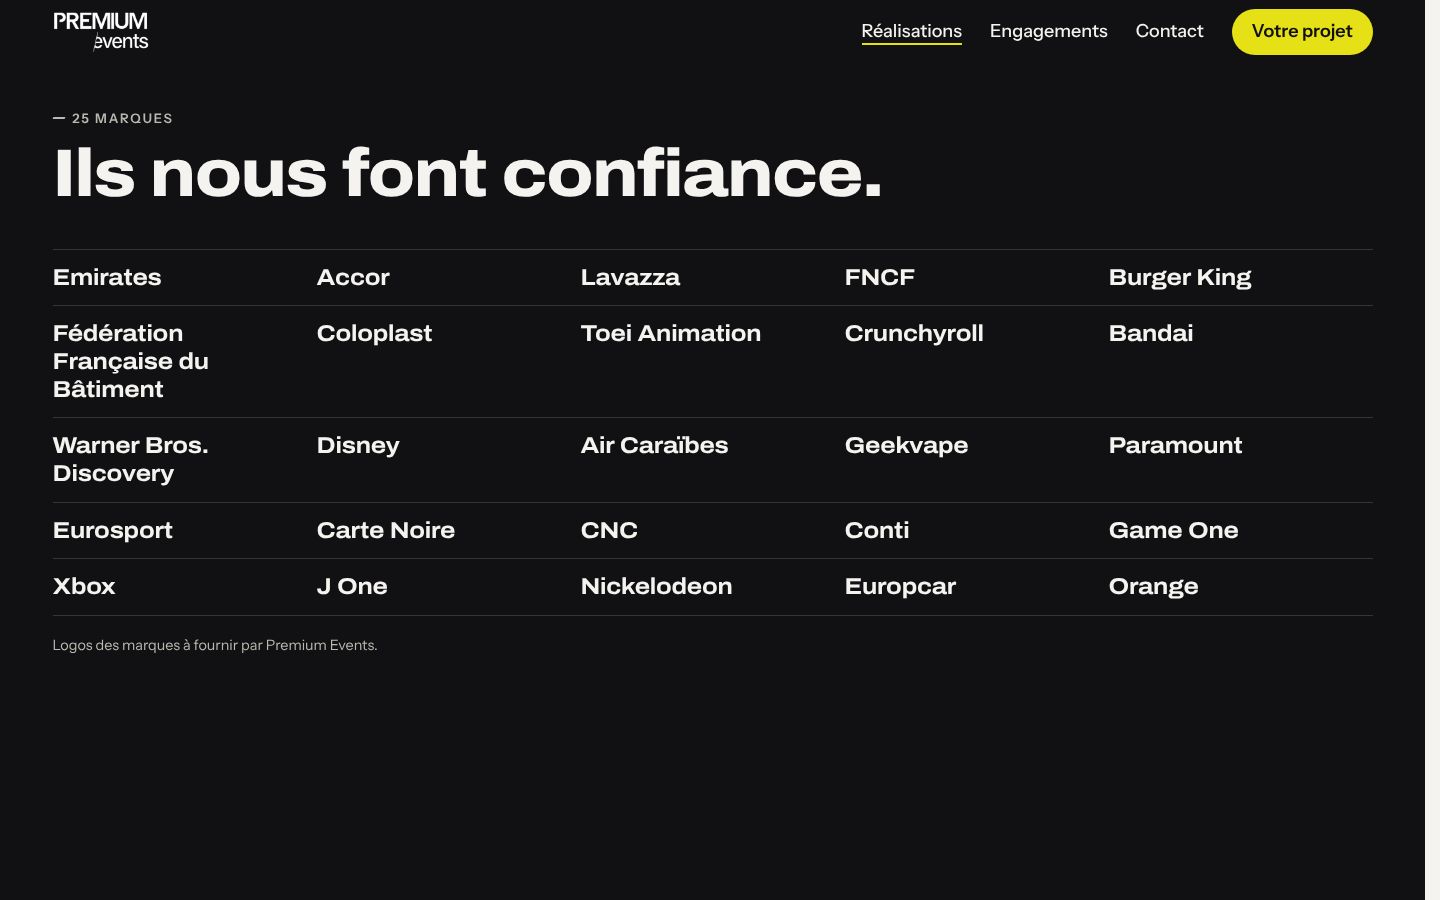 PREMIUM
events
Réalisations Engagements Contact Votre projet
— 25 MARQUES
Ils nous font confiance.
Emirates Accor Lavazza FNCF Burger King
Fédération Coloplast Toei Animation Crunchyroll Bandai
Française du
Bâtiment
Warner Bros. Disney Air Caraïbes Geekvape Paramount
Discovery
Eurosport Carte Noire CNC Conti Game One
Xbox J One Nickelodeon Europcar Orange
Logos des marques à fournir par Premium Events.